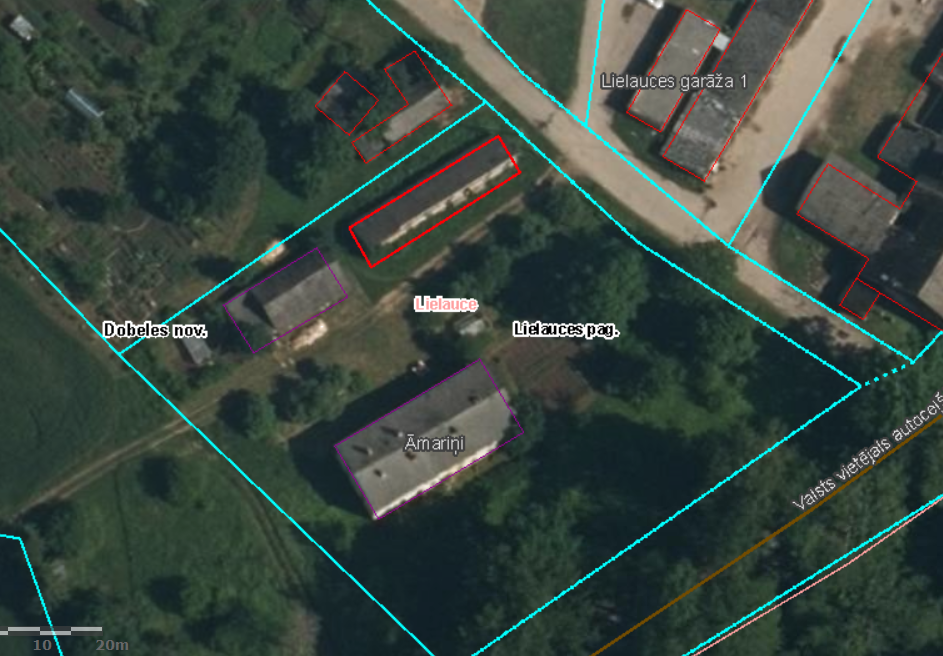 Lielauces garāža 1
Lielauce
Dobeles nov.
Lielauces pag.
Āmariņi
Valsts vietējais autoceļš
10 20m